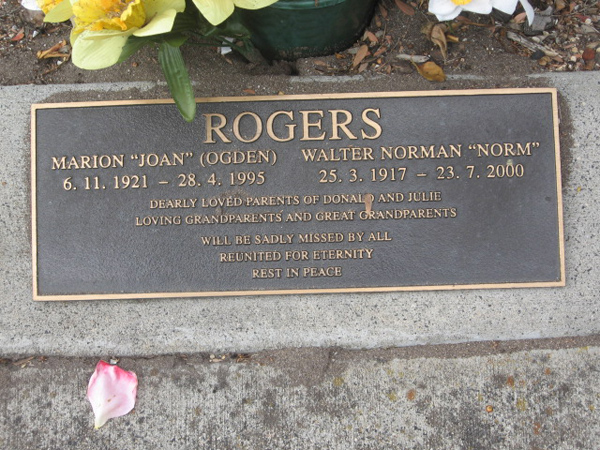 ROGERS
MARION "JOAN" (OGDEN) WALTER NORMAN "NORM"
6. 11. 1921 – 28. 4. 1995 25. 3. 1917 – 23. 7. 2000
DEARLY LOVED PARENTS OF DONALD AND JULIE
LOVING GRANDPARENTS AND GREAT GRANDPARENTS
WILL BE SADLY MISSED BY ALL
REUNITED FOR ETERNITY
REST IN PEACE